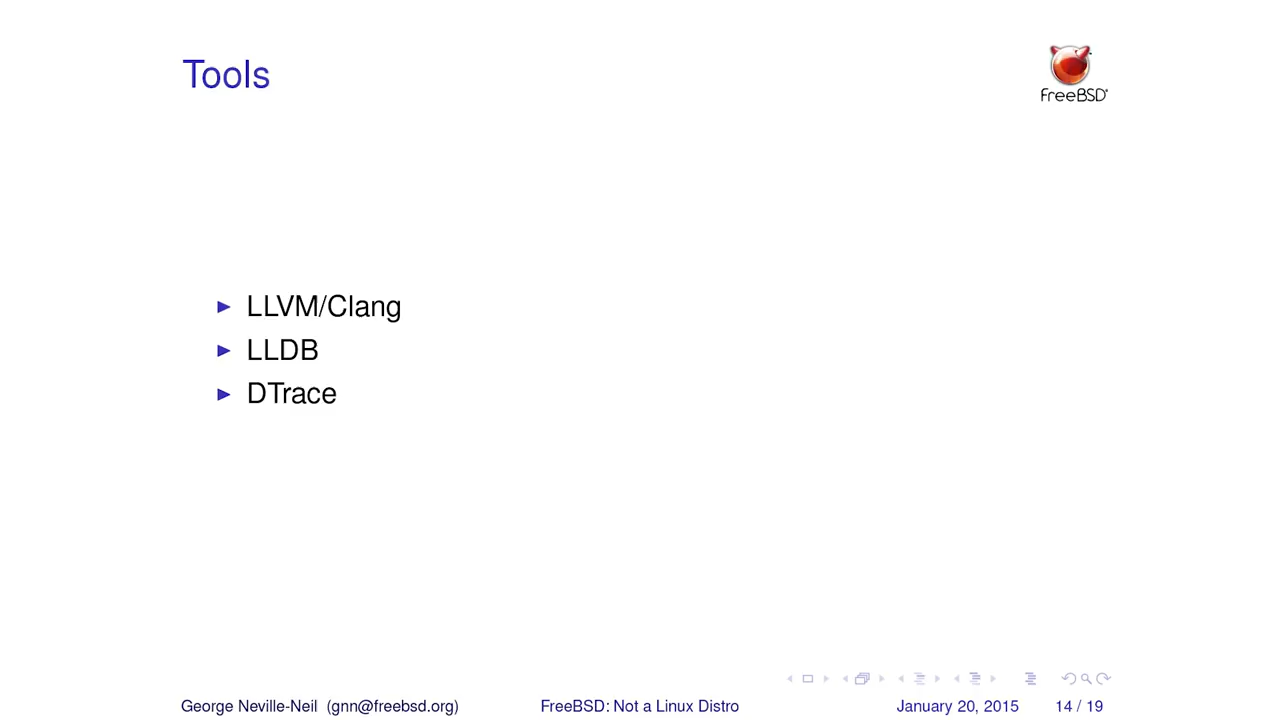 Tools
FreeBSD
LLVM/Clang
LLDB
DTrace
George Neville-Neil (gnn@freebsd.org) FreeBSD: Not a Linux Distro January 20, 2015 14 / 19